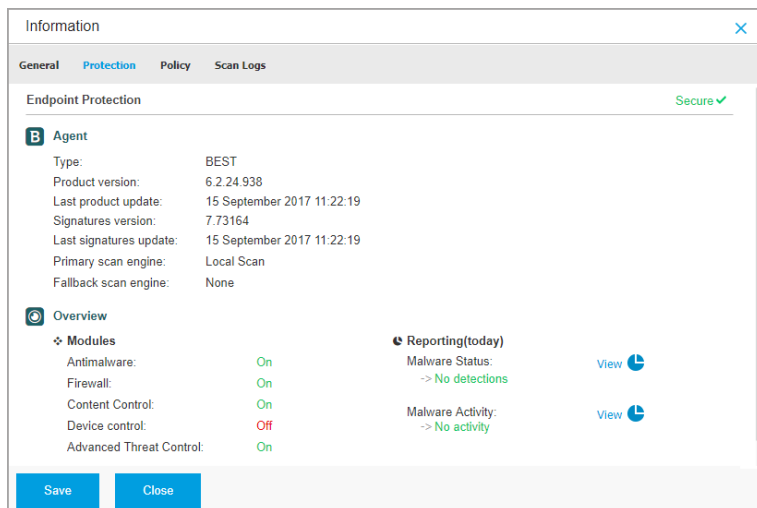 Information
General Protection Policy Scan Logs
Endpoint Protection Secure
B Agent
Type: BEST
Product version: 6.2.24.938
Last product update: 15 September 2017 11:22:19
Signatures version: 7.73164
Last signatures update: 15 September 2017 11:22:19
Primary scan engine: Local Scan
Fallback scan engine: None
Overview
Modules
Antimalware: On
Firewall: On
Content Control: On
Device control: Off
Advanced Threat Control: On
Reporting(today)
Malware Status: View
-> No detections
Malware Activity: View
-> No activity
Save Close